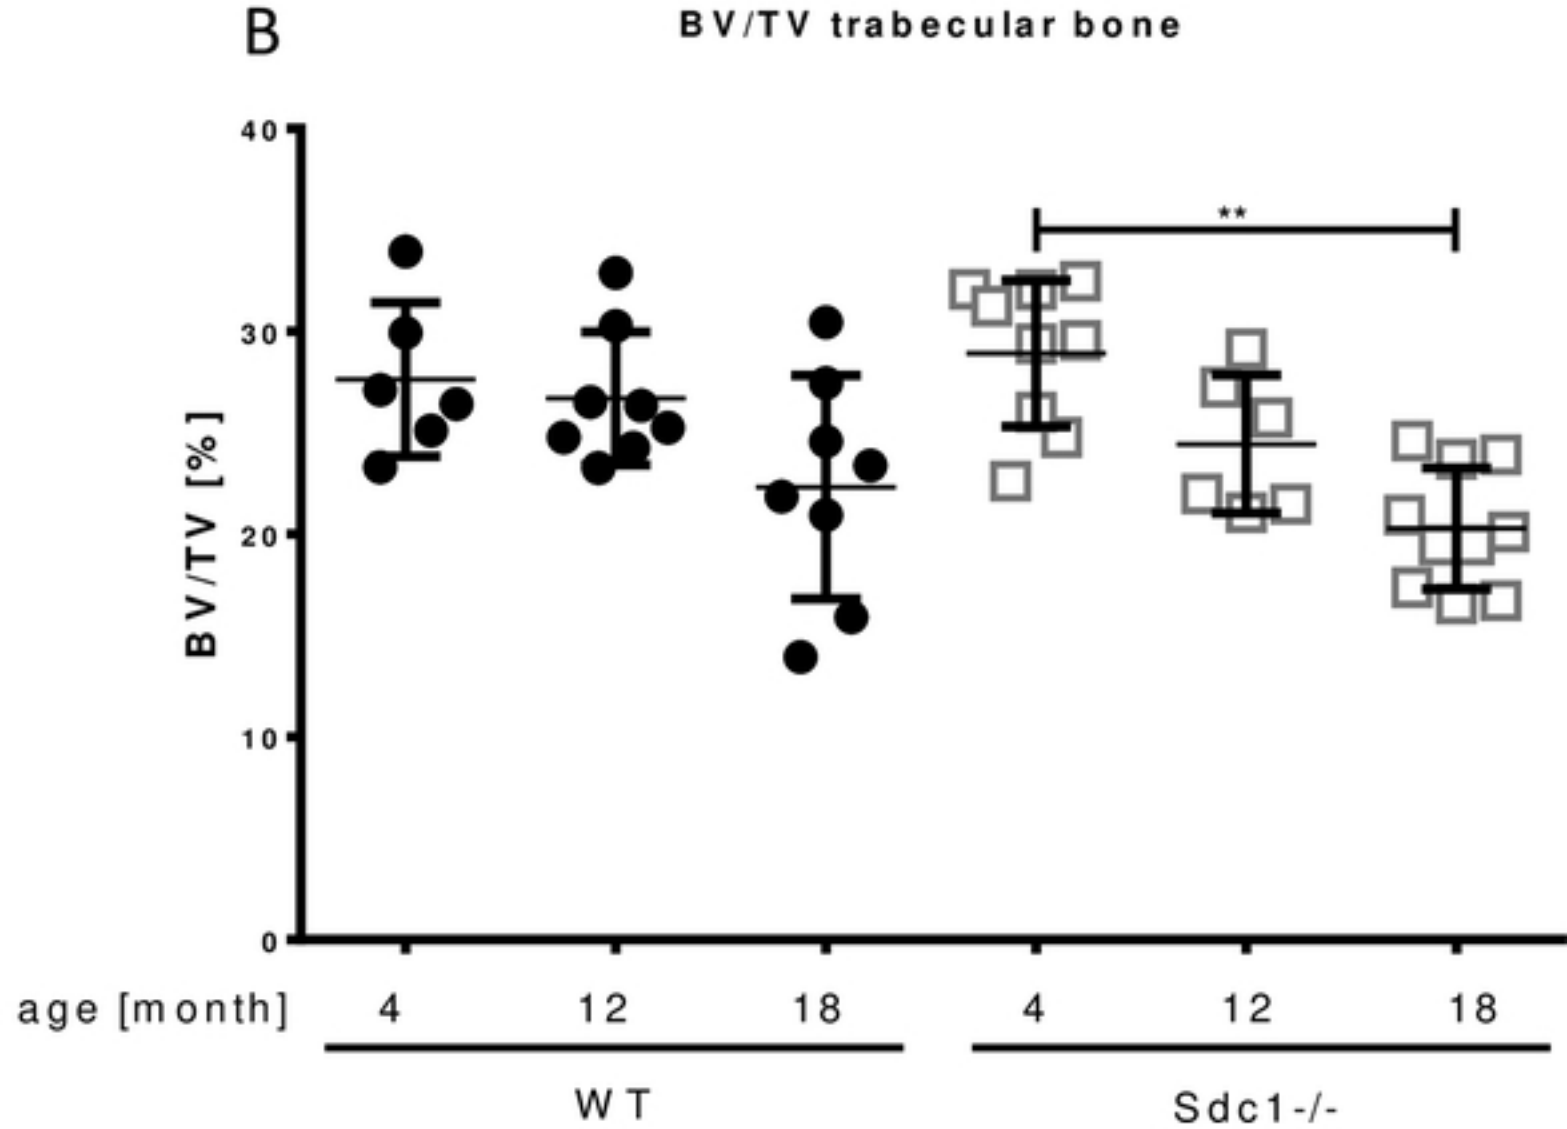 B
BV/TV trabecular bone
40
30
20
10
0
BV/TV [%]
**
age [month] 4 12 18 4 12 18
WT Sdc1-/-